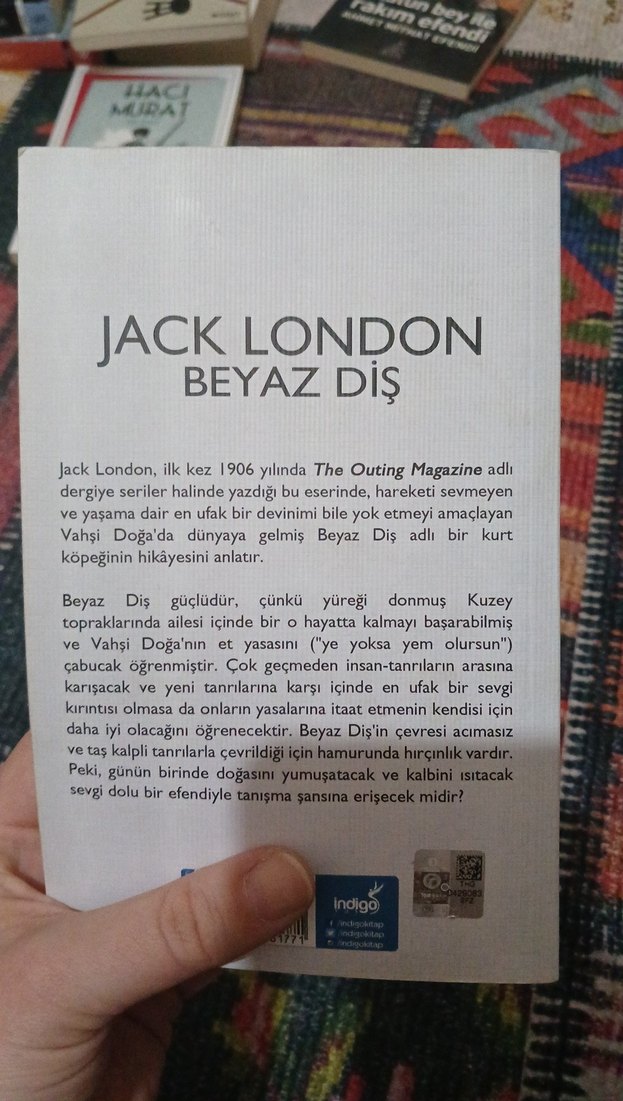 rakım efendi
AHMET MİTHAT EFENDİ
HACI
MURAT
JACK LONDON
BEYAZ DİŞ
Jack London, ilk kez 1906 yılında The Outing Magazine adlı
dergiye seriler halinde yazdığı bu eserinde, hareketi sevmeyen
ve yaşama dair en ufak bir devinimi bile yok etmeyi amaçlayan
Vahşi Doğa'da dünyaya gelmiş Beyaz Diş adlı bir kurt
köpeğinin hikâyesini anlatır.
Beyaz Diş güçlüdür, çünkü yüreği donmuş Kuzey
topraklarında ailesi içinde bir o hayatta kalmayı başarabilmiş
ve Vahşi Doğa'nın et yasasını ("ye yoksa yem olursun")
çabucak öğrenmiştir. Çok geçmeden insan-tanrıların arasına
karışacak ve yeni tanrılarına karşı içinde en ufak bir sevgi
kırıntısı olmasa da onların yasalarına itaat etmenin kendisi için
daha iyi olacağını öğrenecektir. Beyaz Diş'in çevresi acımasız
ve taş kalpli tanrılarla çevrildiği için hamurunda hırçınlık vardır.
Peki, günün birinde doğasını yumuşatacak ve kalbini ısıtacak
sevgi dolu bir efendiyle tanışma şansına erişecek midir?
indigo
/indigokitap
/indigokitap
/indigokitap